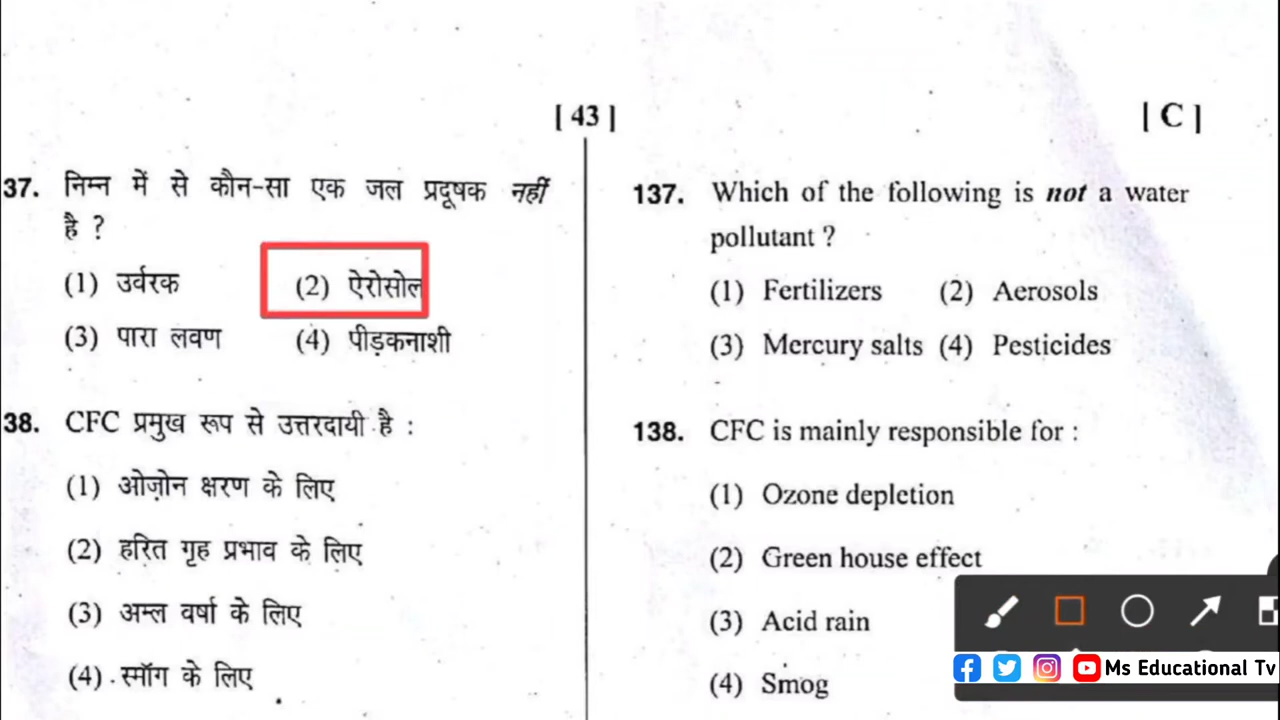 [ 43 ]
[ C ]
37. निम्न में से कौन-सा एक जल प्रदूषक नहीं
है ?
(1) उर्वरक (2) ऐरोसोल
(3) पारा लवण (4) पीड़कनाशी
38. CFC प्रमुख रूप से उत्तरदायी है :
(1) ओज़ोन क्षरण के लिए
(2) हरित गृह प्रभाव के लिए
(3) अम्ल वर्षा के लिए
(4) स्मॉग के लिए
137. Which of the following is not a water
pollutant ?
(1) Fertilizers (2) Aerosols
(3) Mercury salts (4) Pesticides
138. CFC is mainly responsible for :
(1) Ozone depletion
(2) Green house effect
(3) Acid rain
(4) Smog
Ms Educational Tv